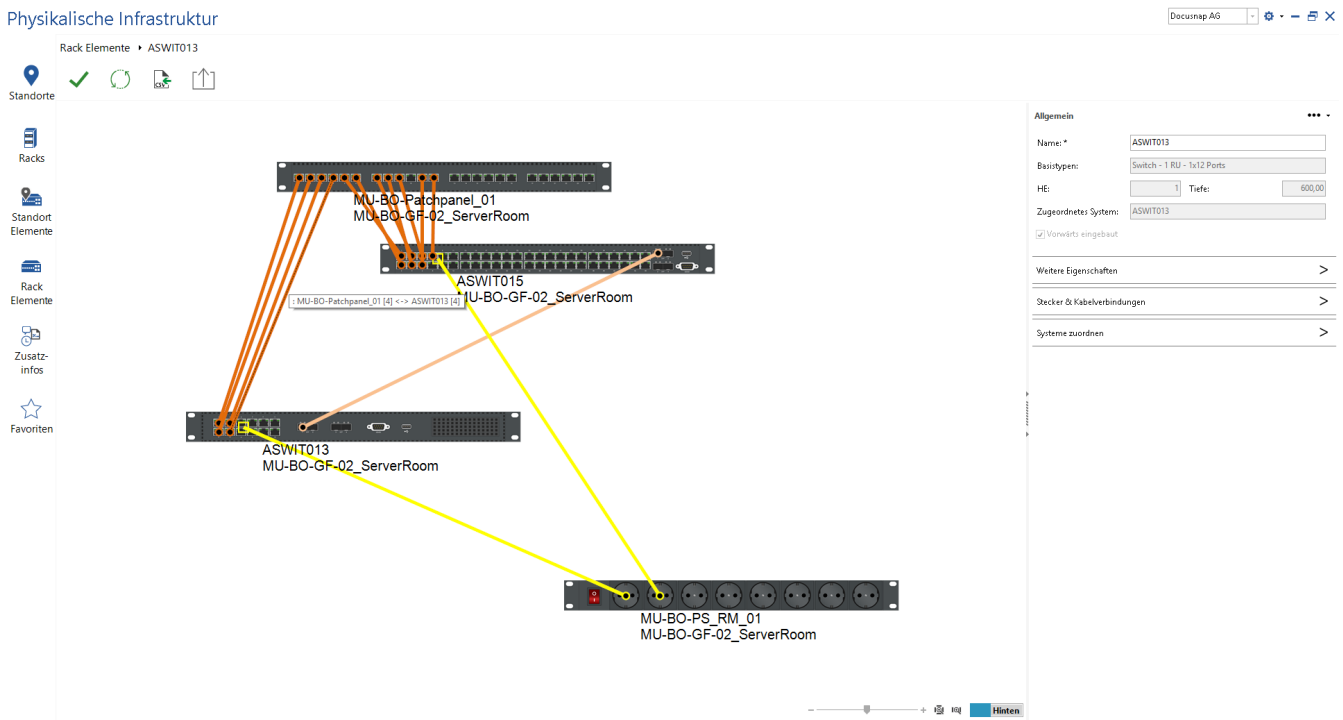 Physikalische Infrastruktur
Docusnap AG
Rack Elemente ASWIT013
CSV
Standorte
Racks
Standort
Elemente
Rack
Elemente
Zusatz-
infos
Favoriten
MU-BO-Patchpanel_01
MU-BO-GF-02_ServerRoom
ASWIT015
MU-BO-GF-02_ServerRoom
: MU-BO-Patchpanel_01 [4] <-> ASWIT013 [4]
ASWIT013
MU-BO-GF-02_ServerRoom
MU-BO-PS_RM_01
MU-BO-GF-02_ServerRoom
Hinten
Allgemein
Name: * ASWIT013
Basistypen: Switch - 1 RU - 1x12 Ports
HE: 1 Tiefe: 600,00
Zugeordnetes System: ASWIT013
Vorwärts eingebaut
Weitere Eigenschaften
Stecker & Kabelverbindungen
Systeme zuordnen